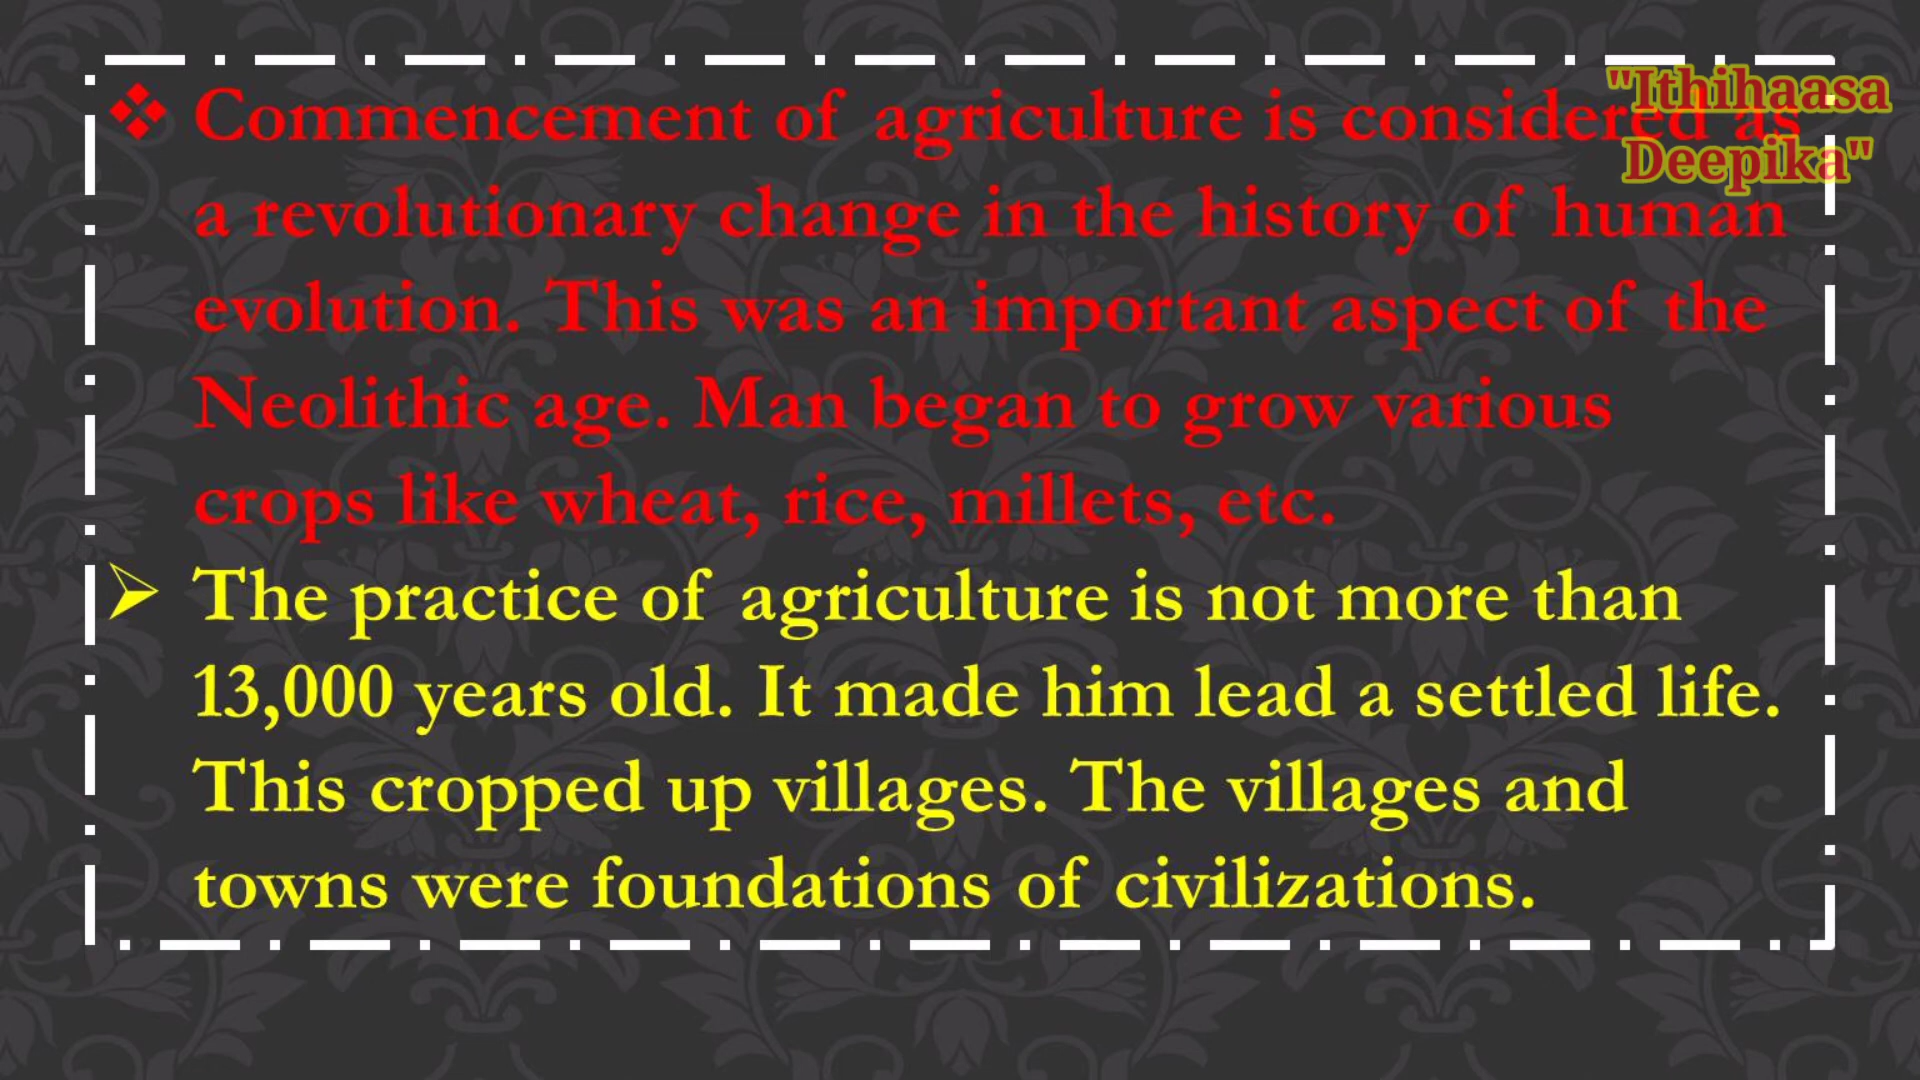 "Ithihaasa
Deepika"
Commencement of agriculture is considered as
a revolutionary change in the history of human
evolution. This was an important aspect of the
Neolithic age. Man began to grow various
crops like wheat, rice, millets, etc.
The practice of agriculture is not more than
13,000 years old. It made him lead a settled life.
This cropped up villages. The villages and
towns were foundations of civilizations.